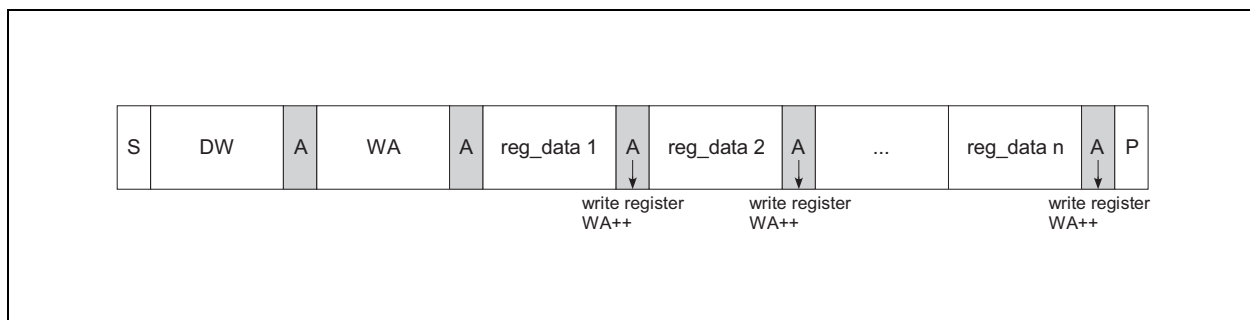 S DW A WA A reg_data 1 A reg_data 2 A ... reg_data n A P
write register write register write register
WA++ WA++ WA++